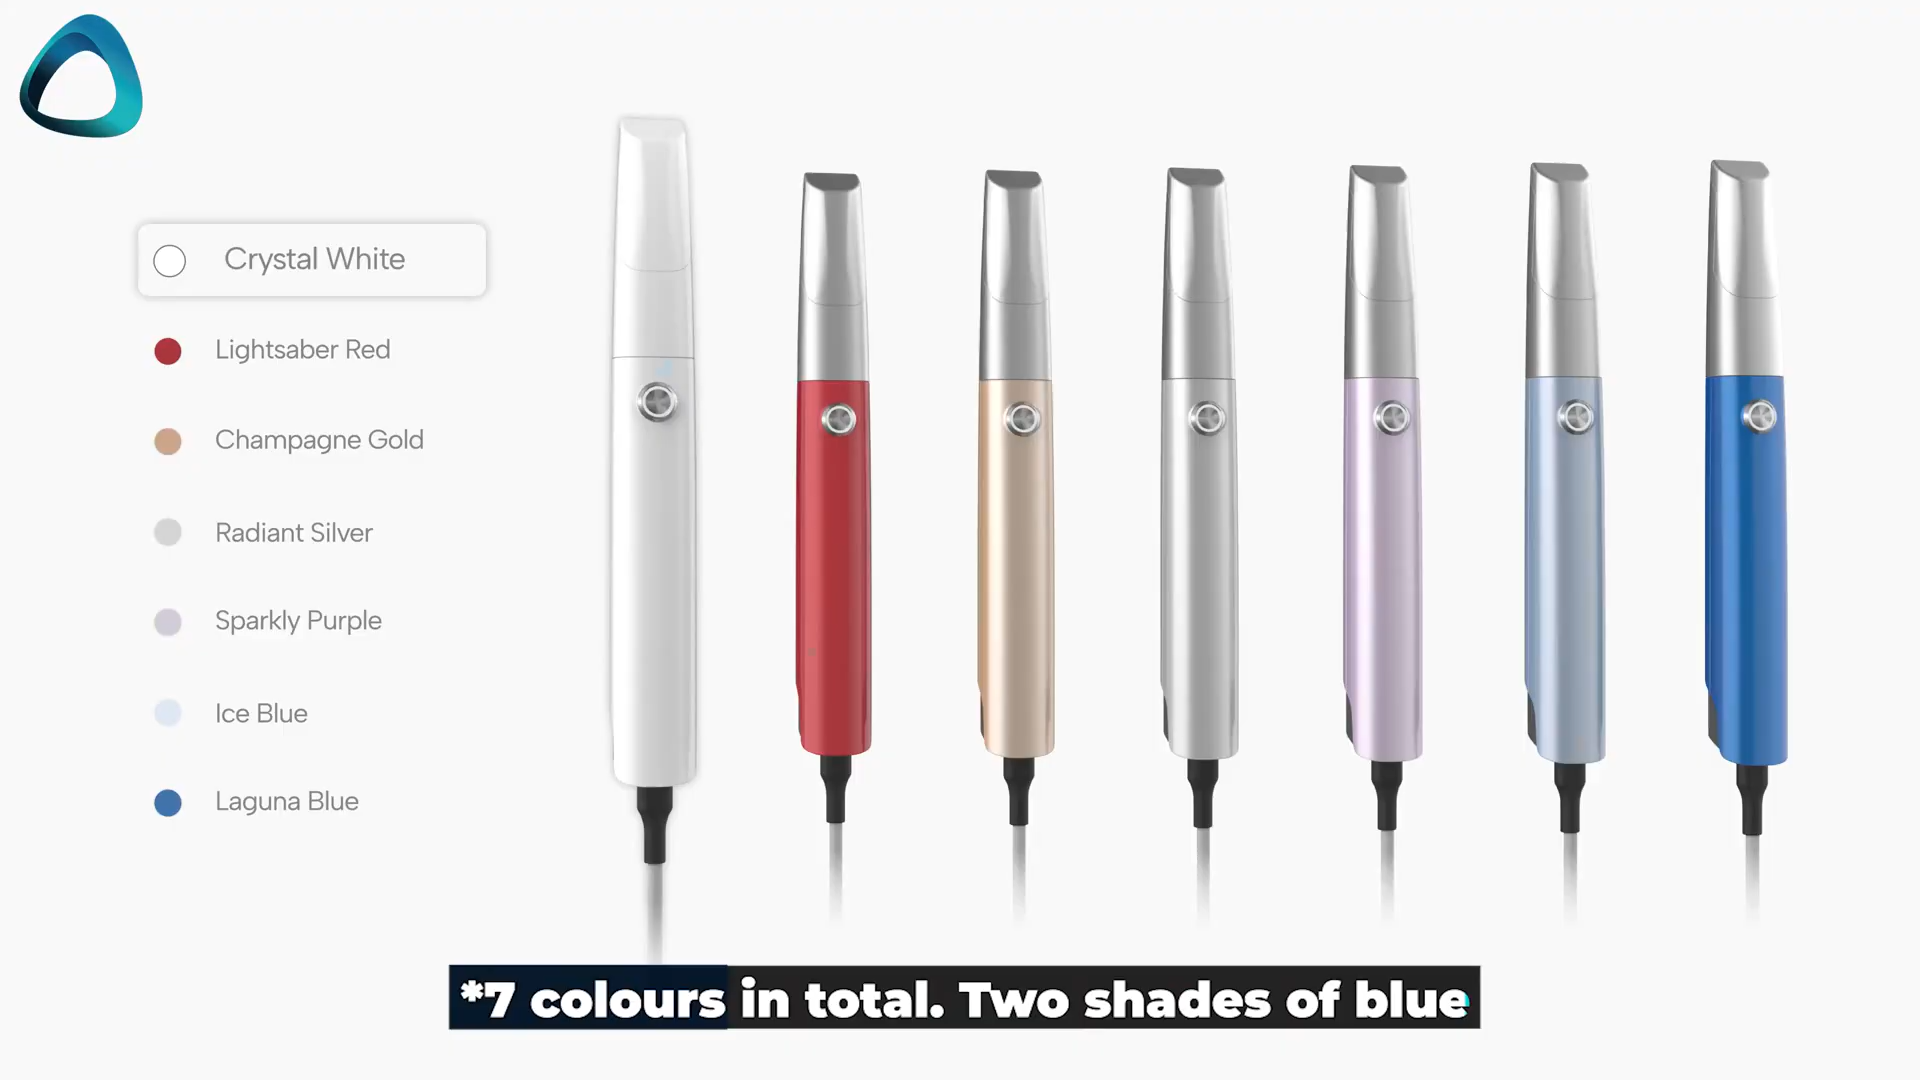 Crystal White
Lightsaber Red
Champagne Gold
Radiant Silver
Sparkly Purple
Ice Blue
Laguna Blue
*7 colours in total. Two shades of blue